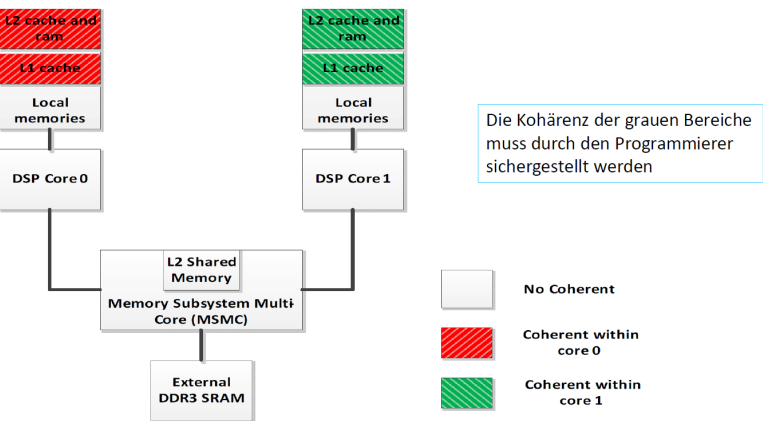 L2 cache and
ram
L1 cache
Local
memories
DSP Core 0
L2 cache and
ram
L1 cache
Local
memories
DSP Core 1
Die Kohärenz der grauen Bereiche
muss durch den Programmierer
sichergestellt werden
L2 Shared
Memory
Memory Subsystem Multi-
Core (MSMC)
External
DDR3 SRAM
No Coherent
Coherent within
core 0
Coherent within
core 1